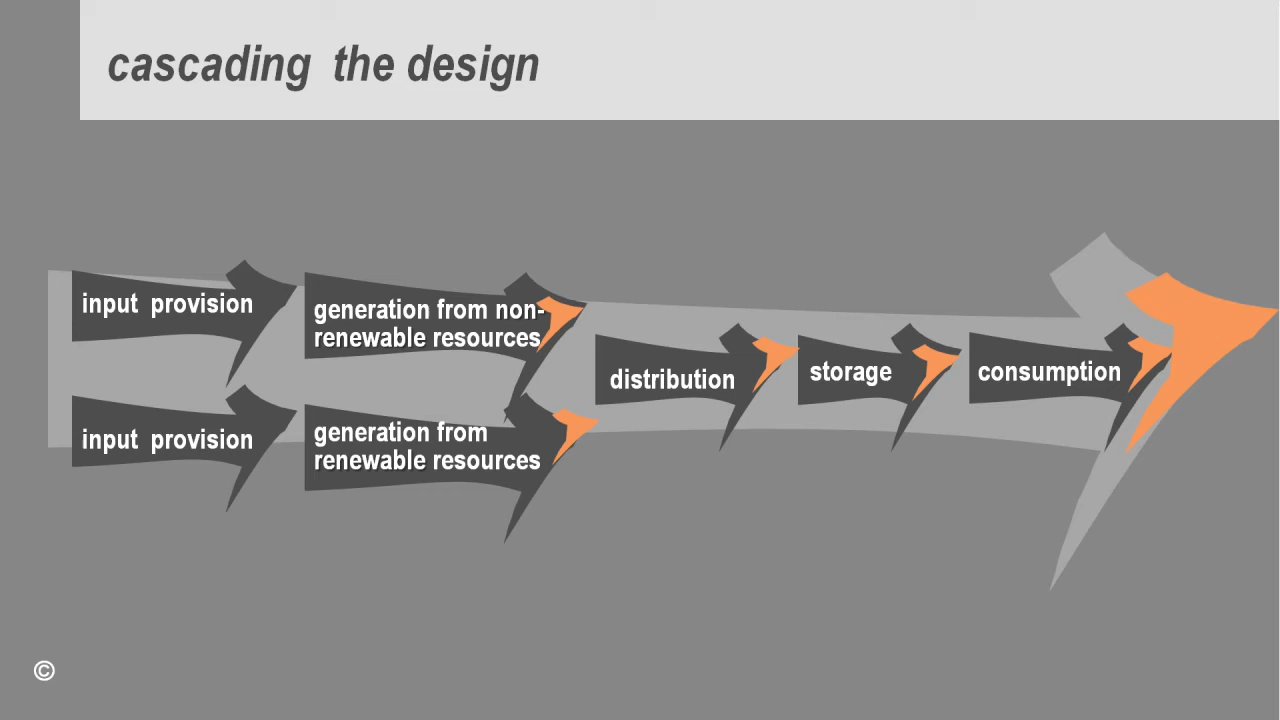 cascading the design
input provision
generation from non-
renewable resources
input provision
generation from
renewable resources
distribution
storage
consumption
©